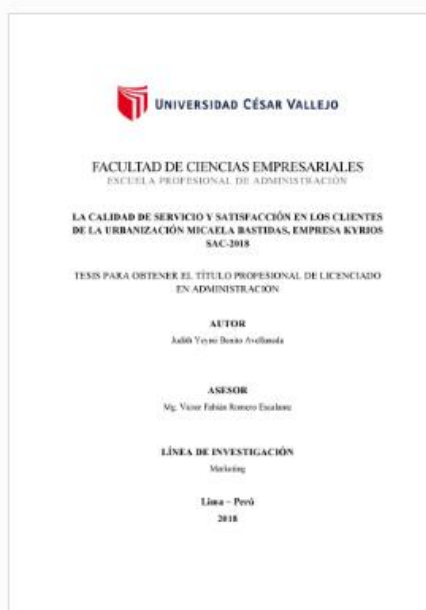 UNIVERSIDAD CÉSAR VALLEJO
FACULTAD DE CIENCIAS EMPRESARIALES
ESCUELA PROFESIONAL DE ADMINISTRACIÓN
LA CALIDAD DE SERVICIO Y SATISFACCIÓN EN LOS CLIENTES
DE LA URBANIZACIÓN MICAELA BASTIDAS, EMPRESA KYRIOS
SAC-2018
TESIS PARA OBTENER EL TÍTULO PROFESIONAL DE LICENCIADO
EN ADMINISTRACIÓN
AUTOR
Judith Yeymi Benito Avellaneda
ASESOR
Mg. Víctor Fabián Romero Escalante
LÍNEA DE INVESTIGACIÓN
Marketing
Lima – Perú
2018